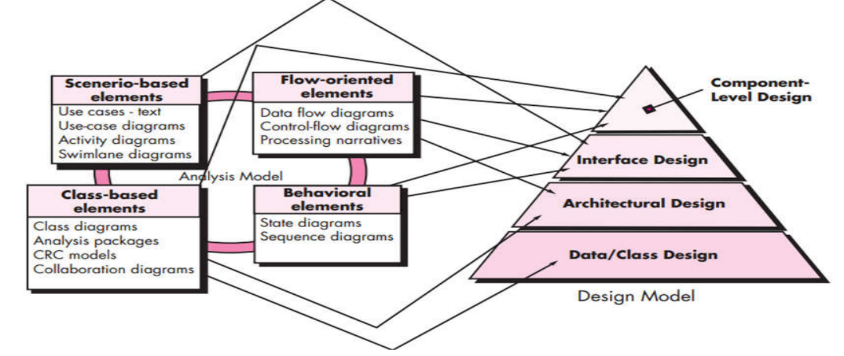 Scenerio-based
elements
Use cases - text
Use-case diagrams
Activity diagrams
Swimlane diagrams
Flow-oriented
elements
Data flow diagrams
Control-flow diagrams
Processing narratives
Analysis Model
Class-based
elements
Class diagrams
Analysis packages
CRC models
Collaboration diagrams
Behavioral
elements
State diagrams
Sequence diagrams
Component-
Level Design
Interface Design
Architectural Design
Data/Class Design
Design Model